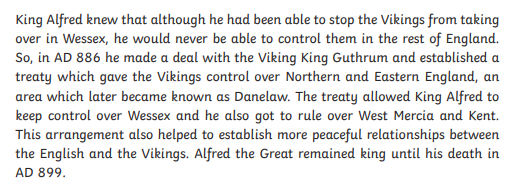 King Alfred knew that although he had been able to stop the Vikings from taking
over in Wessex, he would never be able to control them in the rest of England.
So, in AD 886 he made a deal with the Viking King Guthrum and established a
treaty which gave the Vikings control over Northern and Eastern England, an
area which later became known as Danelaw. The treaty allowed King Alfred to
keep control over Wessex and he also got to rule over West Mercia and Kent.
This arrangement also helped to establish more peaceful relationships between
the English and the Vikings. Alfred the Great remained king until his death in
AD 899.